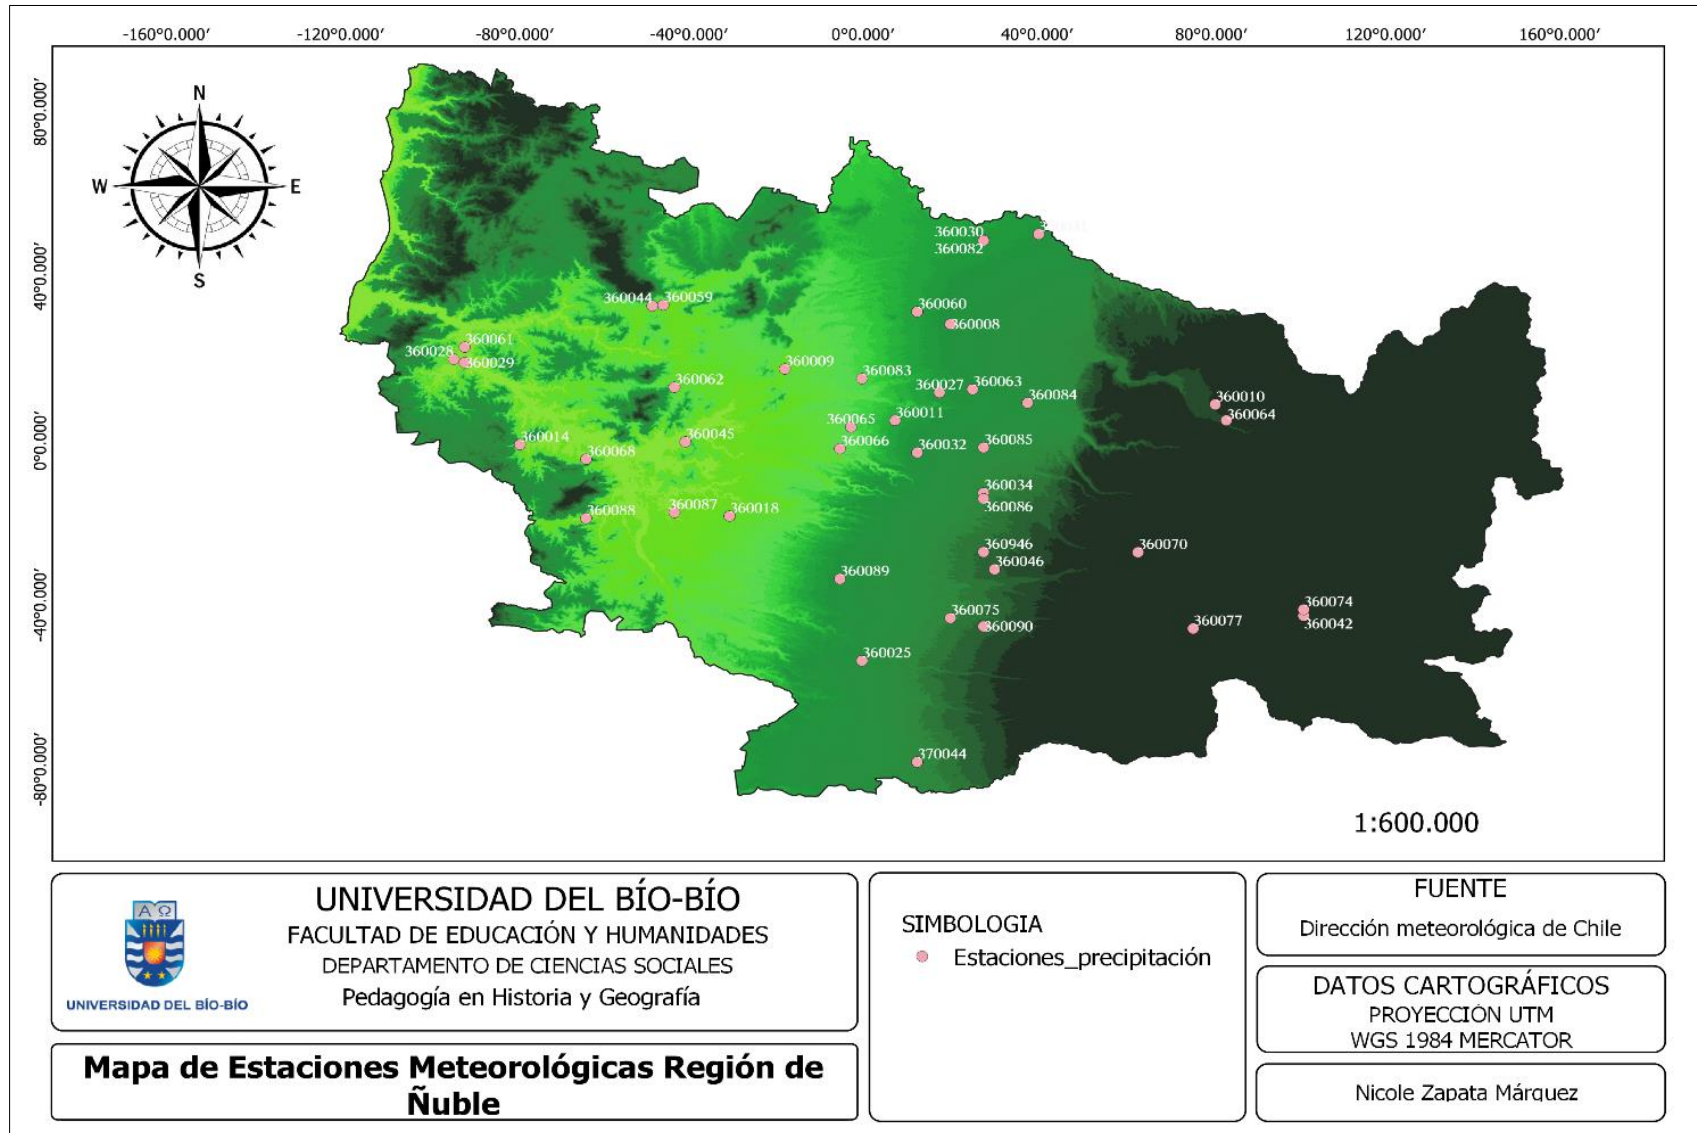 -160°0.000′ -120°0.000′ -80°0.000′ -40°0.000′ 0°0.000′ 40°0.000′ 80°0.000′ 120°0.000′ 160°0.000′
80°0.000′
40°0.000′
0°0.000′
-40°0.000′
-80°0.000′
N
W E
S
360030
360082
360044 360059
360060
360008
360061
360028
360029
360009
360083
360062
360027 360063
360084
360010
360064
360011
360065
360014
360045
360066
360032
360085
360068
360034
360086
360087
360018
360088
360946
360046
360070
360089
360075
360090
360074
360042
360077
360025
370044
1:600.000
UNIVERSIDAD DEL BÍO-BÍO
FACULTAD DE EDUCACIÓN Y HUMANIDADES
DEPARTAMENTO DE CIENCIAS SOCIALES
Pedagogía en Historia y Geografía
Α Ω
UNIVERSIDAD DEL BÍO-BÍO
Mapa de Estaciones Meteorológicas Región de
Ñuble
SIMBOLOGIA
Estaciones_precipitación
FUENTE
Dirección meteorológica de Chile
DATOS CARTOGRÁFICOS
PROYECCIÓN UTM
WGS 1984 MERCATOR
Nicole Zapata Márquez